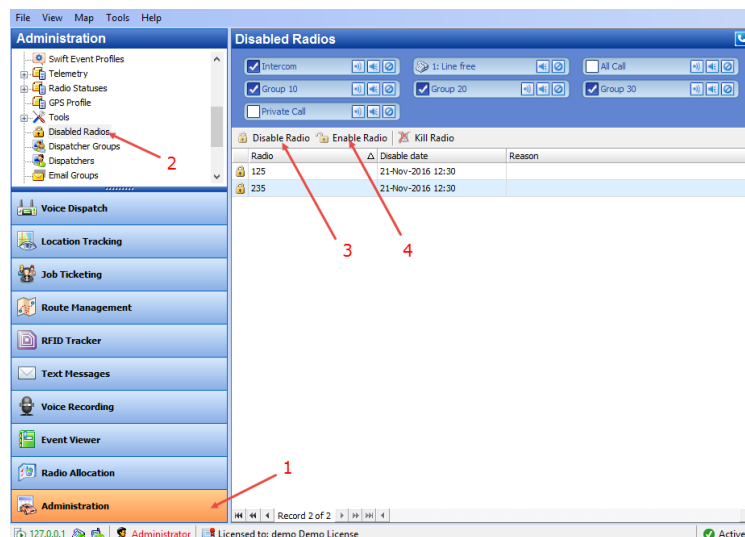 File View Map Tools Help
Administration
Swift Event Profiles
Telemetry
Radio Statuses
GPS Profile
Tools
Disabled Radios
Dispatcher Groups
Dispatchers
Email Groups
2
Voice Dispatch
Location Tracking
Job Ticketing
Route Management
RFID Tracker
Text Messages
Voice Recording
Event Viewer
Radio Allocation
Administration
1
Disabled Radios
Intercom 1: Line free All Call
Group 10 Group 20 Group 30
Private Call
Disable Radio Enable Radio Kill Radio
Radio Disable date Reason
125 21-Nov-2016 12:30
235 21-Nov-2016 12:30
3 4
Record 2 of 2
127.0.0.1 Administrator Licensed to: demo Demo License Active